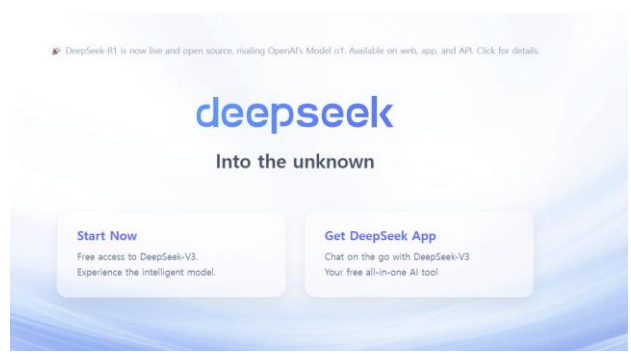 🎉 DeepSeek-R1 is now live and open source, rivaling OpenAI's Model o1. Available on web, app, and API. Click for details.
deepseek
Into the unknown
Start Now
Free access to DeepSeek-V3.
Experience the intelligent model.
Get DeepSeek App
Chat on the go with DeepSeek-V3
Your free all-in-one AI tool